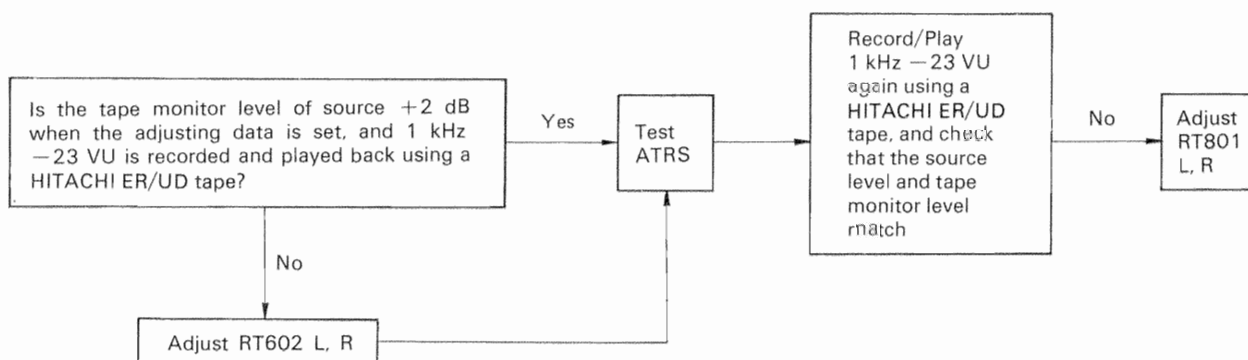 Is the tape monitor level of source +2 dB
when the adjusting data is set, and 1 kHz
−23 VU is recorded and played back using a
HITACHI ER/UD tape?
Yes
No
Adjust RT602 L, R
Test
ATRS
Record/Play
1 kHz −23 VU
again using a
HITACHI ER/UD
tape, and check
that the source
level and tape
monitor level
match
No
Adjust
RT801
L, R